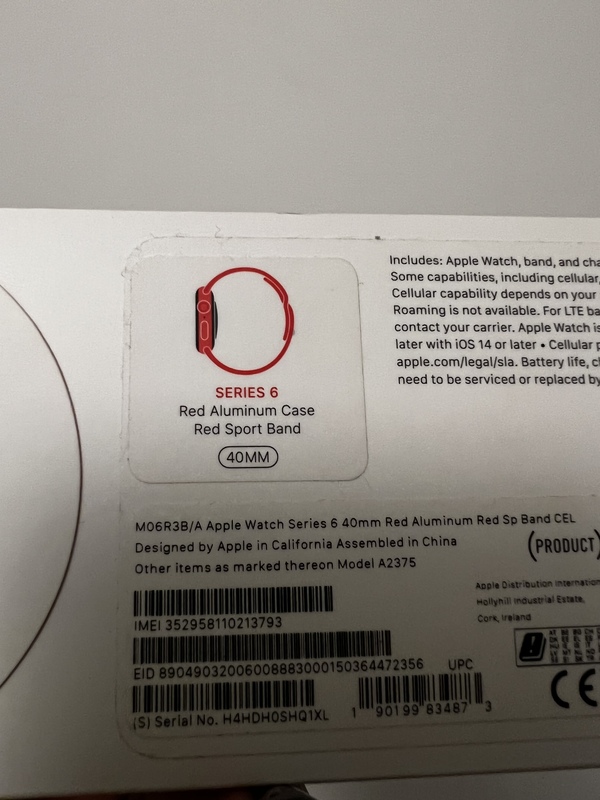 SERIES 6
Red Aluminum Case
Red Sport Band
40MM
Includes: Apple Watch, band, and
Some capabilities, including cellular,
Cellular capability depends on your
Roaming is not available. For LTE
contact your carrier. Apple Watch
later with iOS 14 or later • Cellular
apple.com/legal/sla. Battery life,
need to be serviced or replaced by
M06R3B/A Apple Watch Series 6 40mm Red Aluminum Red Sp Band CEL
Designed by Apple in California Assembled in China
Other items as marked thereon Model A2375
(PRODUCT)
IMEI 352958110213793
EID 89049032006008883000150364472356
UPC
(S) Serial No. H4HDH0SHQ1XL
1 90199 83487 3
Apple Distribution Internation
Hollyhill Industrial Estate,
Cork, Ireland
CE